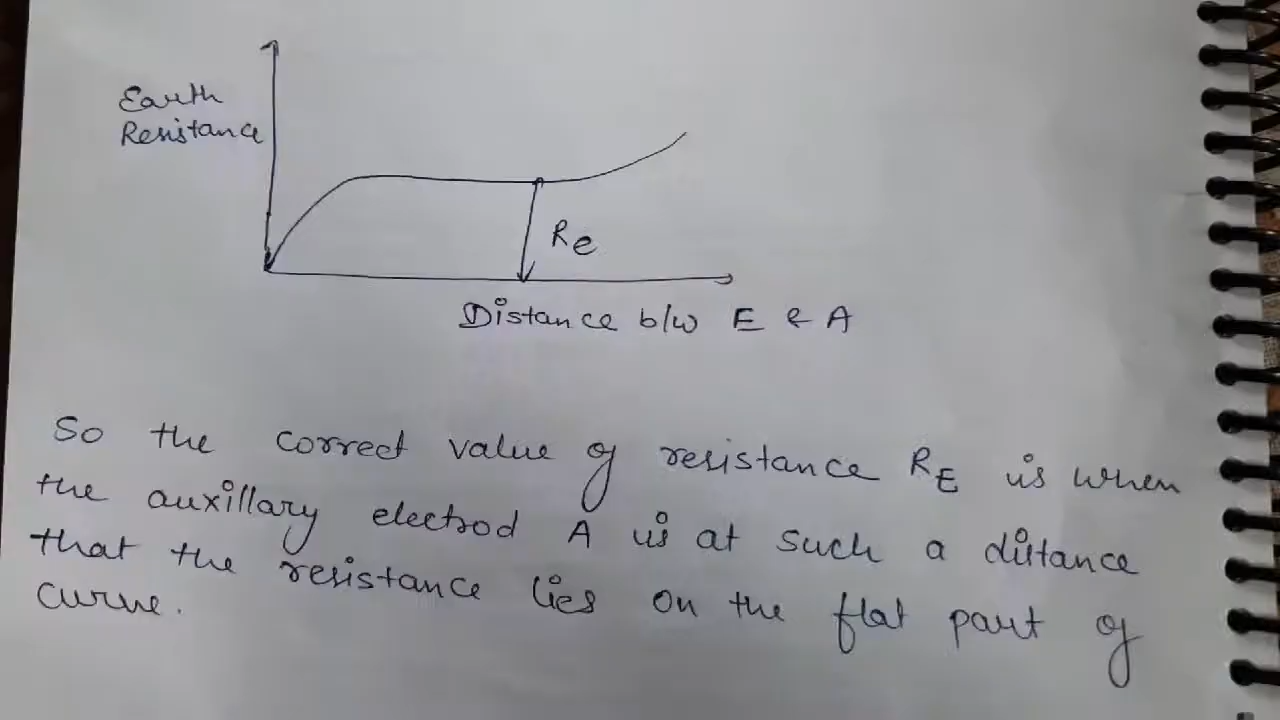 Earth
Resistance
Re
Distance b/w E & A
So the correct value of resistance RE is when
the auxillary electrod A is at such a distance
that the resistance lies on the flat part of
curve.